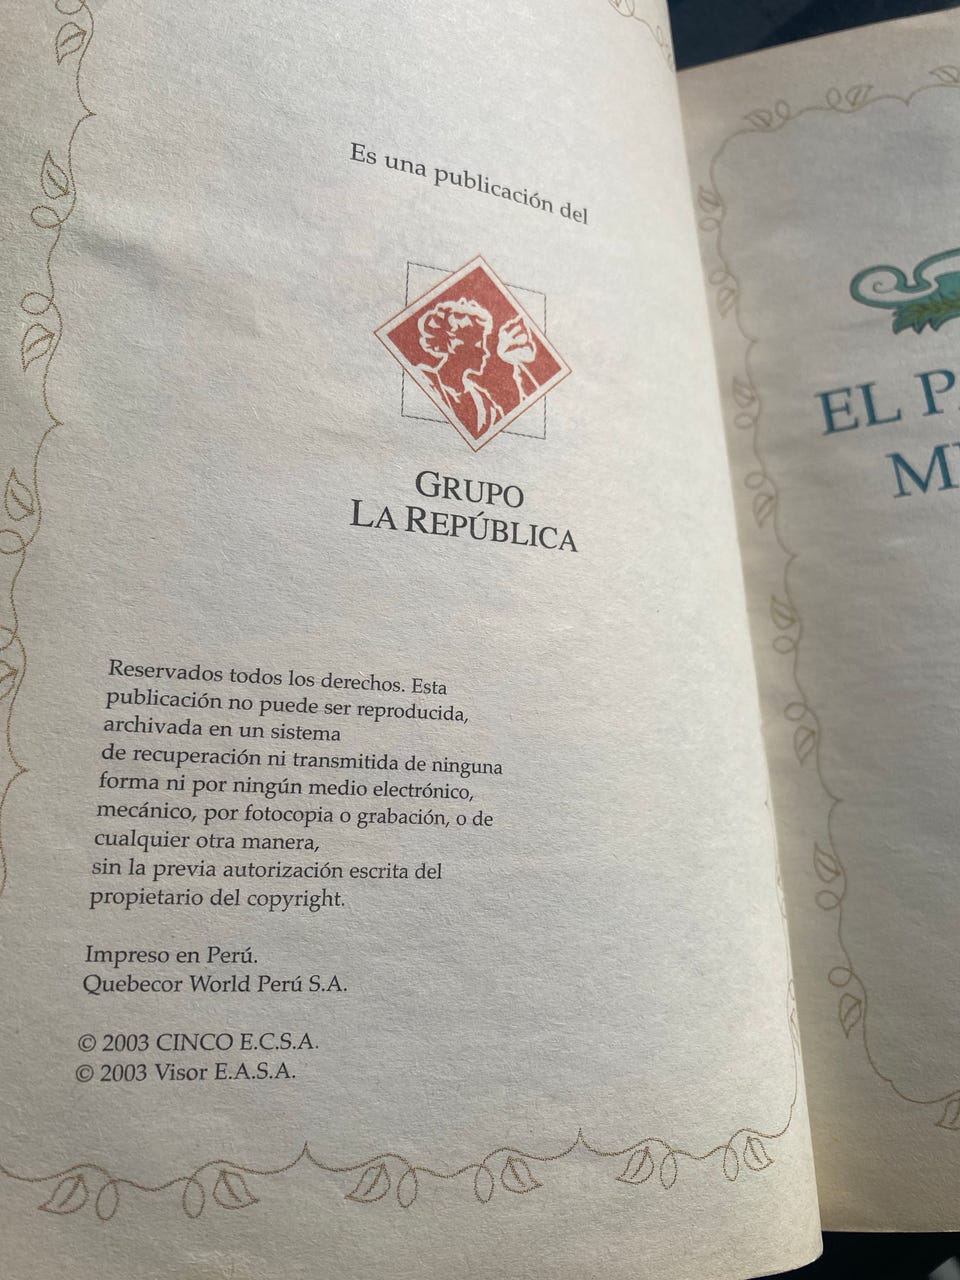 Es una publicación del
GRUPO
LA REPÚBLICA
Reservados todos los derechos. Esta
publicación no puede ser reproducida,
archivada en un sistema
de recuperación ni transmitida de ninguna
forma ni por ningún medio electrónico,
mecánico, por fotocopia o grabación, o de
cualquier otra manera,
sin la previa autorización escrita del
propietario del copyright.
Impreso en Perú.
Quebecor World Perú S.A.
© 2003 CINCO E.C.S.A.
© 2003 Visor E.A.S.A.
EL